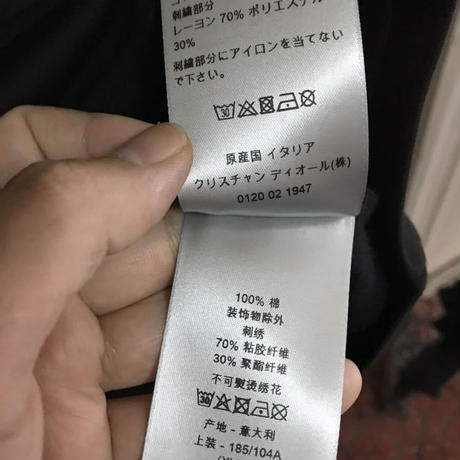 刺繍部分
レーヨン 70% ポリエステル
30%
刺繍部分にアイロンを当てない
で下さい。
30
原産国 イタリア
クリスチャン ディオール(株)
0120 02 1947
100% 棉
装饰物除外
刺绣
70% 粘胶纤维
30% 聚酯纤维
不可熨烫绣花
30
产地 - 意大利
上装 - 185/104A